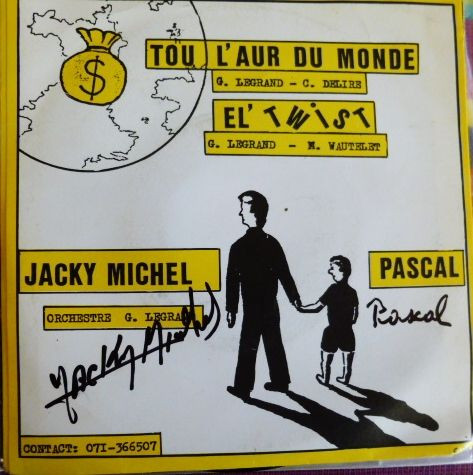 $
TOU L'AUR DU MONDE
G. LEGRAND - C. DELIRE
EL' TWIST
G. LEGRAND - M. WAUTELET
JACKY MICHEL
PASCAL
ORCHESTRE G. LEGRAND
Pascal
Jacky Michel
CONTACT: 071-366507